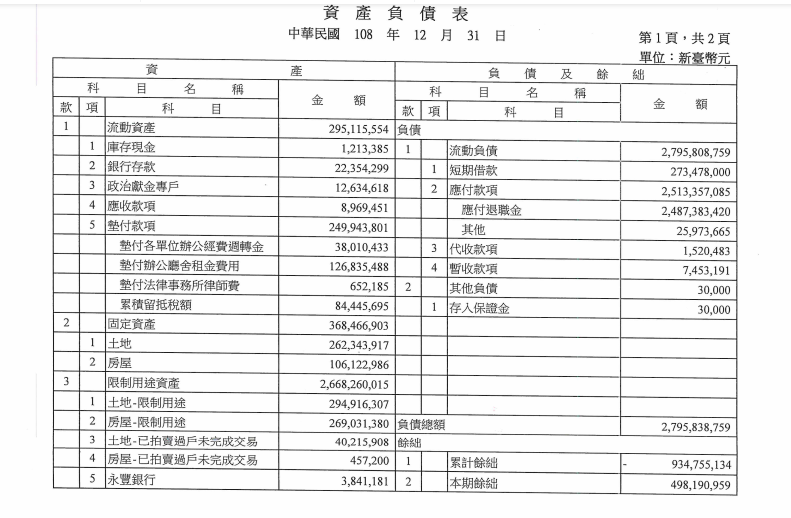 資產負債表
中華民國 108 年 12 月 31 日
第1頁，共2頁
單位：新臺幣元
資產 負債及餘絀
科目名稱 金額 科目名稱 金額
款 項 科目 款 項 科目
1 流動資產 295,115,554 負債
1 庫存現金 1,213,385 1 流動負債 2,795,808,759
2 銀行存款 22,354,299 1 短期借款 273,478,000
3 政治獻金專戶 12,634,618 2 應付款項 2,513,357,085
4 應收款項 8,969,451 應付退職金 2,487,383,420
5 墊付款項 249,943,801 其他 25,973,665
墊付各單位辦公經費週轉金 38,010,433 3 代收款項 1,520,483
墊付辦公廳舍租金費用 126,835,488 4 暫收款項 7,453,191
墊付法律事務所律師費 652,185 2 其他負債 30,000
累積留抵稅額 84,445,695 1 存入保證金 30,000
2 固定資產 368,466,903
1 土地 262,343,917
2 房屋 106,122,986
3 限制用途資產 2,668,260,015
1 土地-限制用途 294,916,307
2 房屋-限制用途 269,031,380 負債總額 2,795,838,759
3 土地-已拍賣過戶未完成交易 40,215,908 餘絀
4 房屋-已拍賣過戶未完成交易 457,200 1 累計餘絀 - 934,755,134
5 永豐銀行 3,841,181 2 本期餘絀 498,190,959